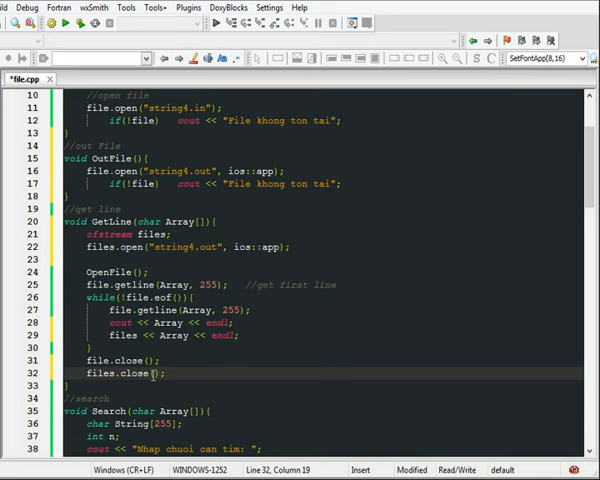 ild Debug Fortran wxSmith Tools Tools+ Plugins DoxyBlocks Settings Help
SetFontApp(8,16)
*file.cpp
10 //open file
11 file.open("string4.in");
12 if(!file) cout << "File khong ton tai";
13 }
14 //out File
15 void OutFile(){
16 file.open("string4.out", ios::app);
17 if(!file) cout << "File khong ton tai";
18 }
19 //get line
20 void GetLine(char Array[]){
21 ofstream files;
22 files.open("string4.out", ios::app);
23
24 OpenFile();
25 file.getline(Array, 255); //get first line
26 while(!file.eof()){
27 file.getline(Array, 255);
28 cout << Array << endl;
29 files << Array << endl;
30 }
31 file.close();
32 files.close();
33 }
34 //search
35 void Search(char Array[]){
36 char String[255];
37 int n;
38 cout << "Nhap chuoi can tim: ";
Windows (CR+LF) WINDOWS-1252 Line 32, Column 19 Insert Modified Read/Write default